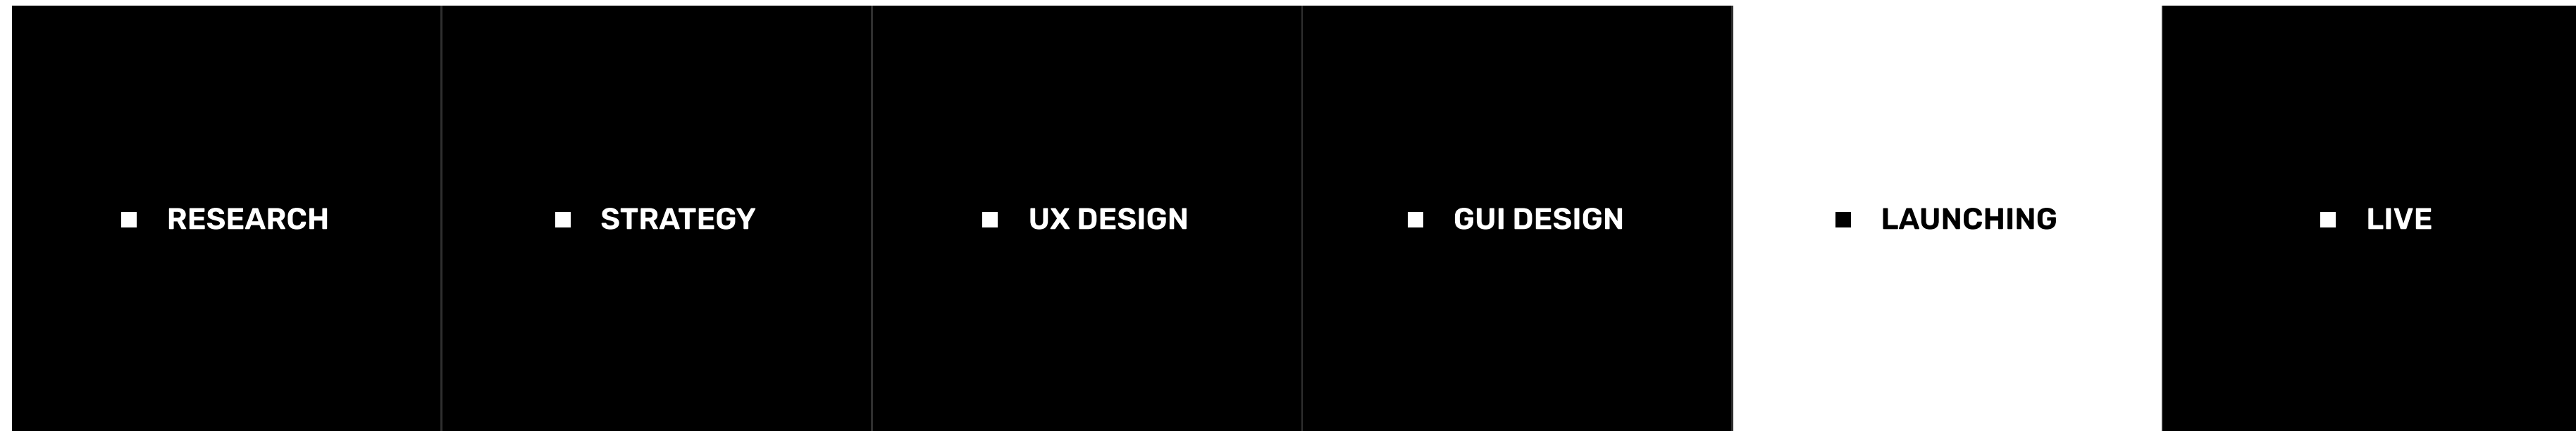 RESEARCH
STRATEGY
UX DESIGN
GUI DESIGN
LAUNCHING
LIVE